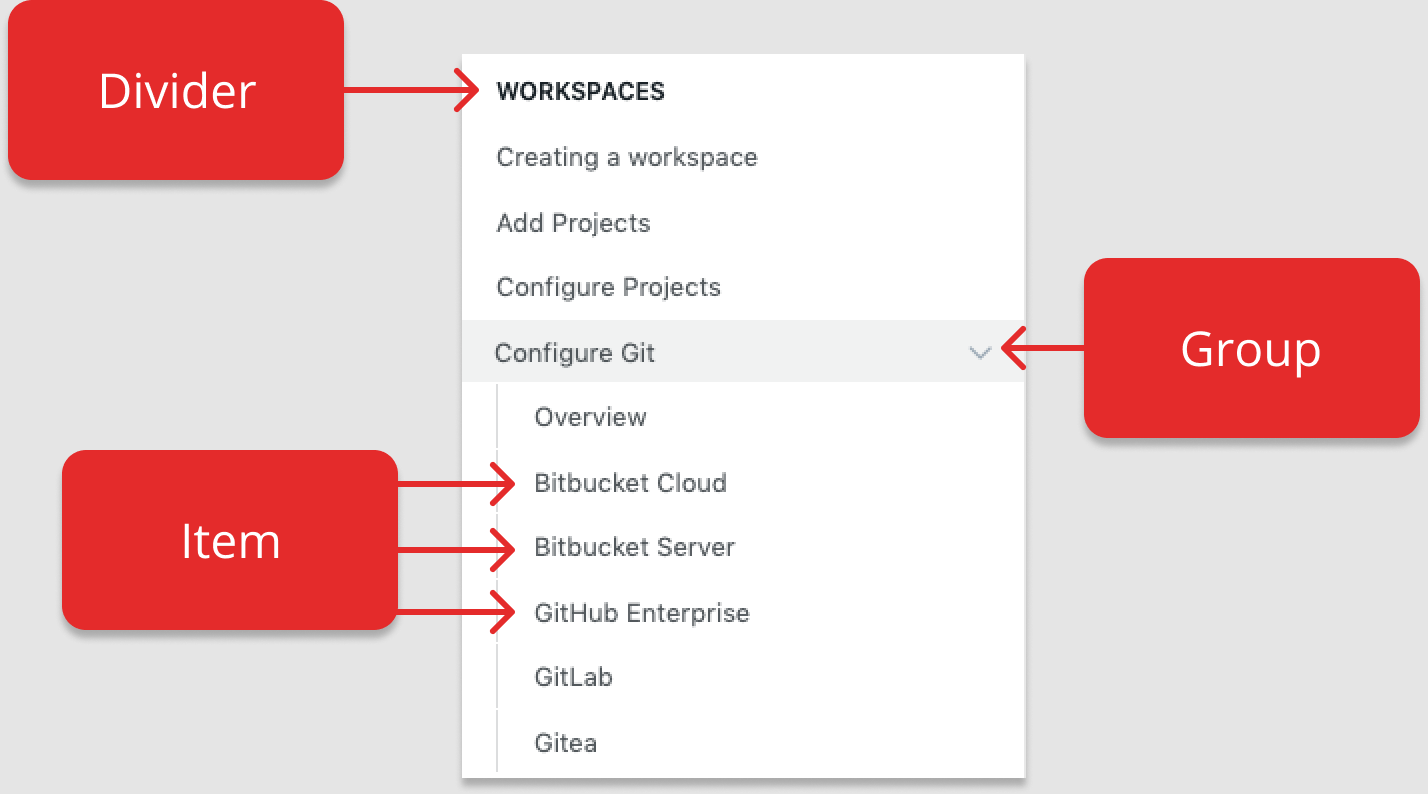 Divider
WORKSPACES
Creating a workspace
Add Projects
Configure Projects
Configure Git
Group
Overview
Bitbucket Cloud
Item
Bitbucket Server
GitHub Enterprise
GitLab
Gitea